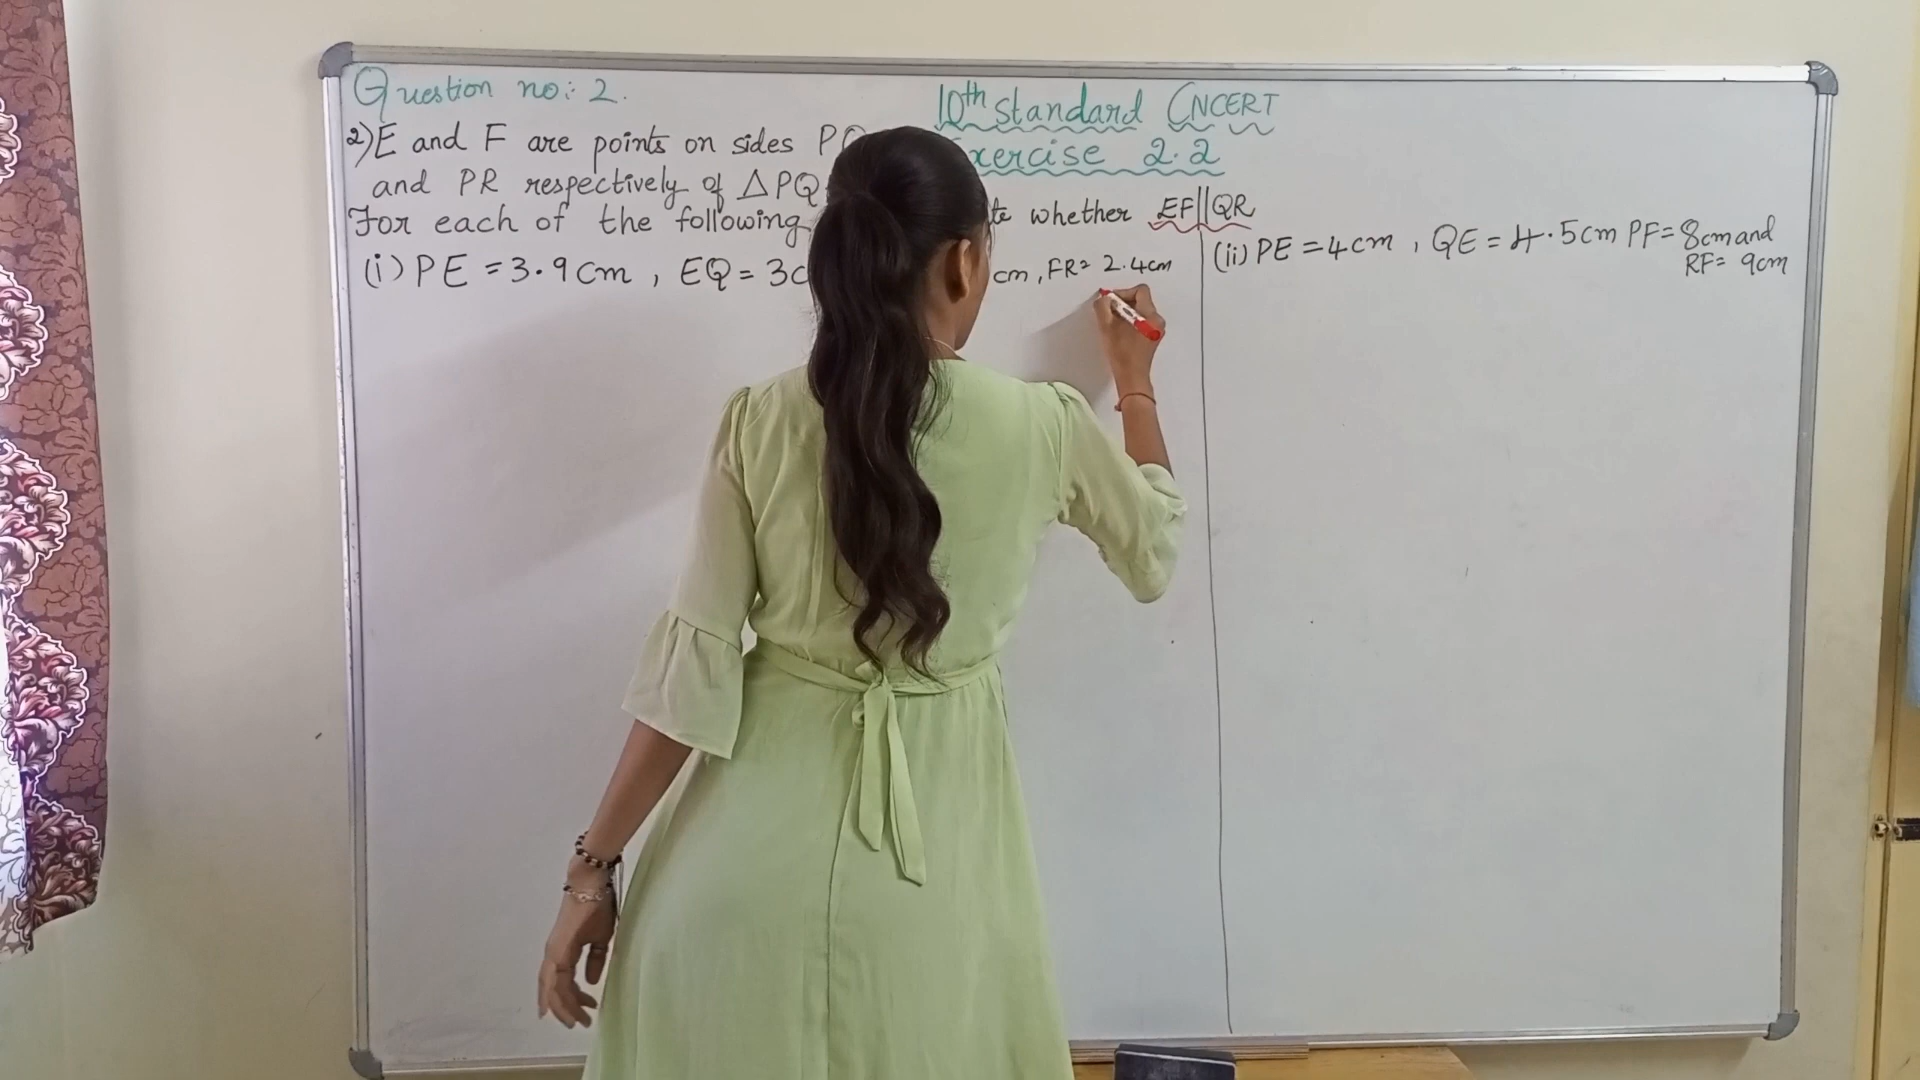 Question no: 2.
10th standard (NCERT
Exercise 2.2
2) E and F are points on sides PQ
and PR respectively of △PQ
For each of the following whether EF||QR
(i) PE = 3.9cm, EQ = 3c cm, FR= 2.4cm
(ii) PE = 4cm, QE = 4.5cm PF= 8cm and
RF= 9cm